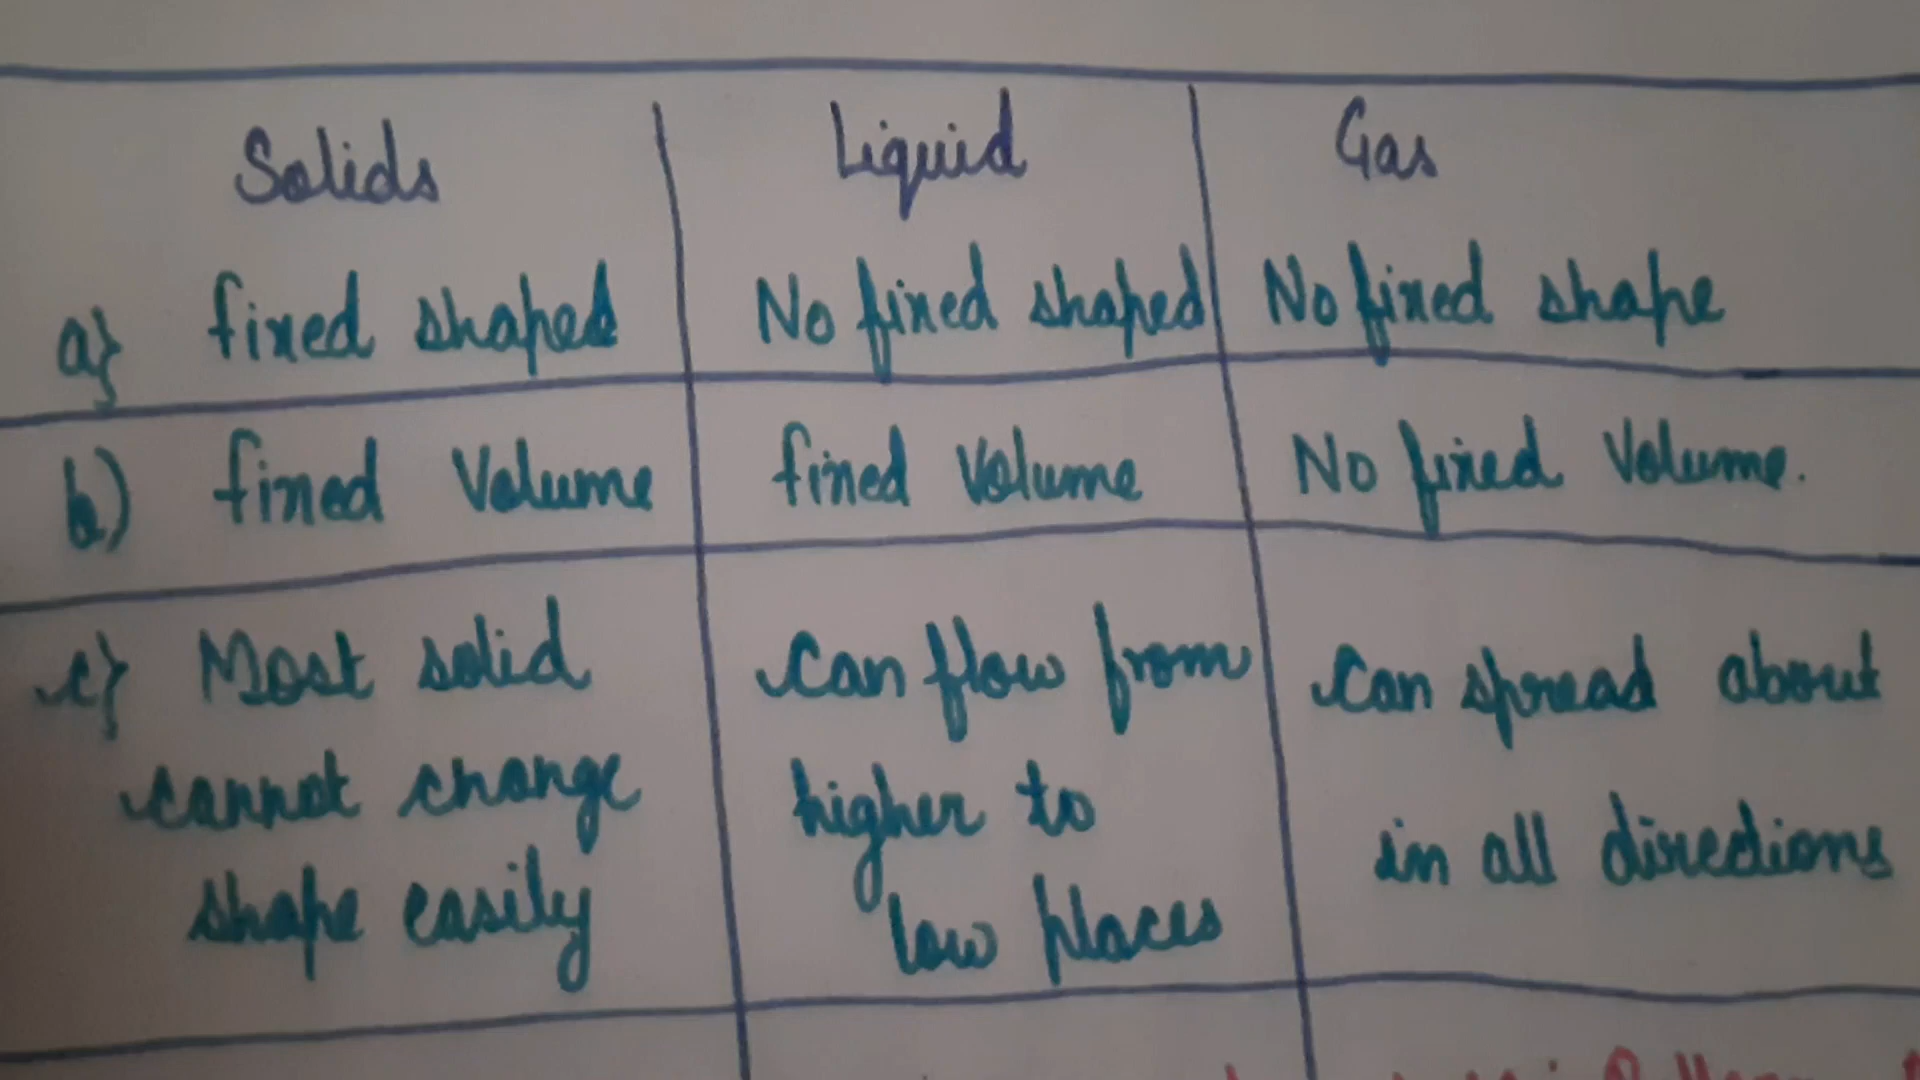 Solids Liquid Gas
a) fixed shaped No fixed shaped No fixed shape
b) fixed Volume fixed Volume No fixed Volume.
c) Most solid can flow from can spread about
cannot change higher to in all directions
shape easily low places